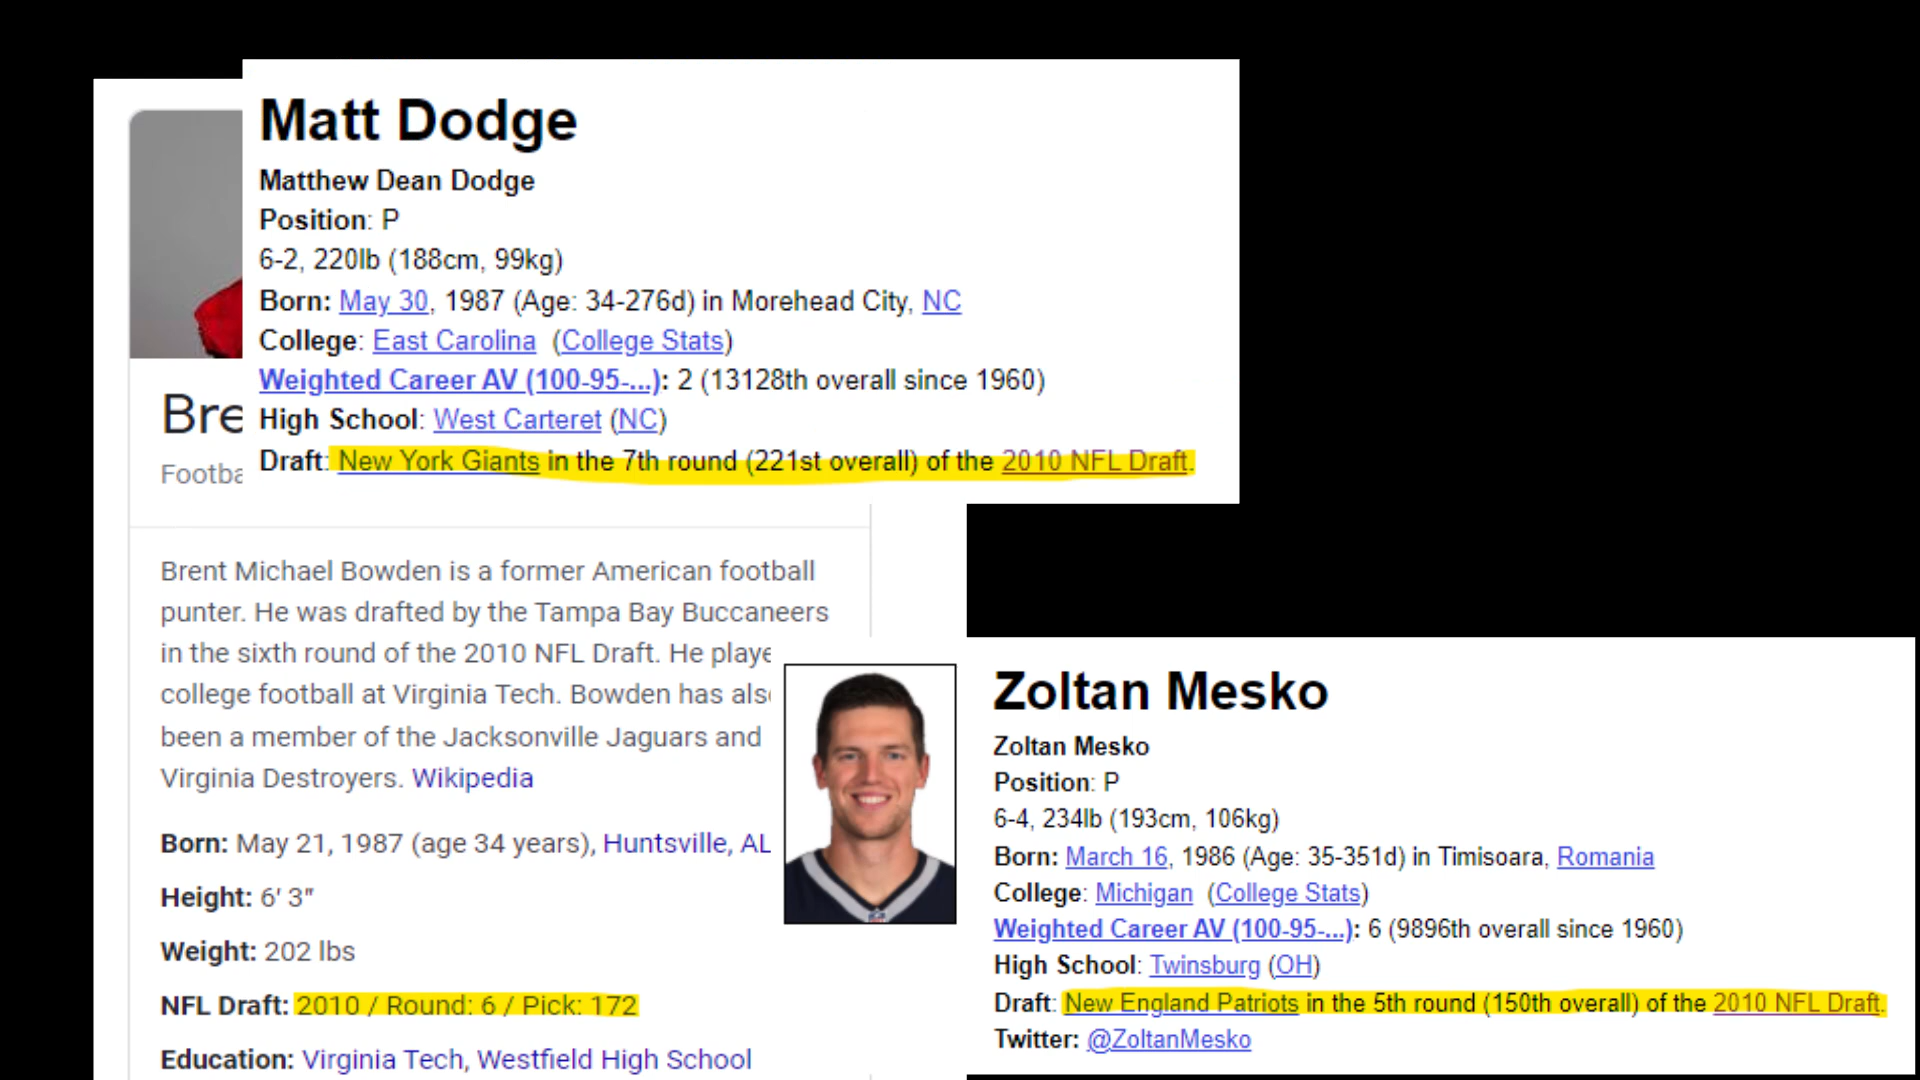 Matt Dodge
Matthew Dean Dodge
Position: P
6-2, 220lb (188cm, 99kg)
Born: May 30, 1987 (Age: 34-276d) in Morehead City, NC
College: East Carolina (College Stats)
Weighted Career AV (100-95-...): 2 (13128th overall since 1960)
High School: West Carteret (NC)
Draft: New York Giants in the 7th round (221st overall) of the 2010 NFL Draft.
Bre
Footba
Brent Michael Bowden is a former American football
punter. He was drafted by the Tampa Bay Buccaneers
in the sixth round of the 2010 NFL Draft. He playe
college football at Virginia Tech. Bowden has als
been a member of the Jacksonville Jaguars and
Virginia Destroyers. Wikipedia
Born: May 21, 1987 (age 34 years), Huntsville, AL
Height: 6' 3"
Weight: 202 lbs
NFL Draft: 2010 / Round: 6 / Pick: 172
Education: Virginia Tech, Westfield High School
Zoltan Mesko
Zoltan Mesko
Position: P
6-4, 234lb (193cm, 106kg)
Born: March 16, 1986 (Age: 35-351d) in Timisoara, Romania
College: Michigan (College Stats)
Weighted Career AV (100-95-...): 6 (9896th overall since 1960)
High School: Twinsburg (OH)
Draft: New England Patriots in the 5th round (150th overall) of the 2010 NFL Draft.
Twitter: @ZoltanMesko